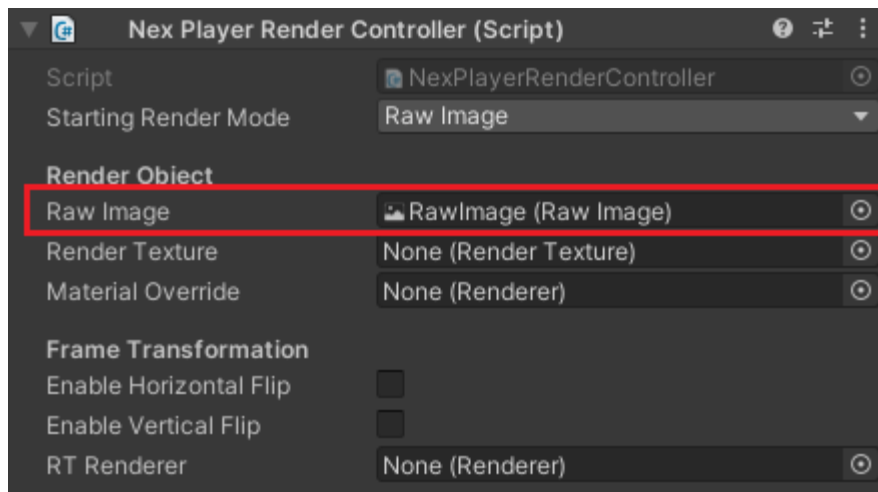 Nex Player Render Controller (Script)
Script NexPlayerRenderController
Starting Render Mode Raw Image
Render Object
Raw Image RawImage (Raw Image)
Render Texture None (Render Texture)
Material Override None (Renderer)
Frame Transformation
Enable Horizontal Flip
Enable Vertical Flip
RT Renderer None (Renderer)